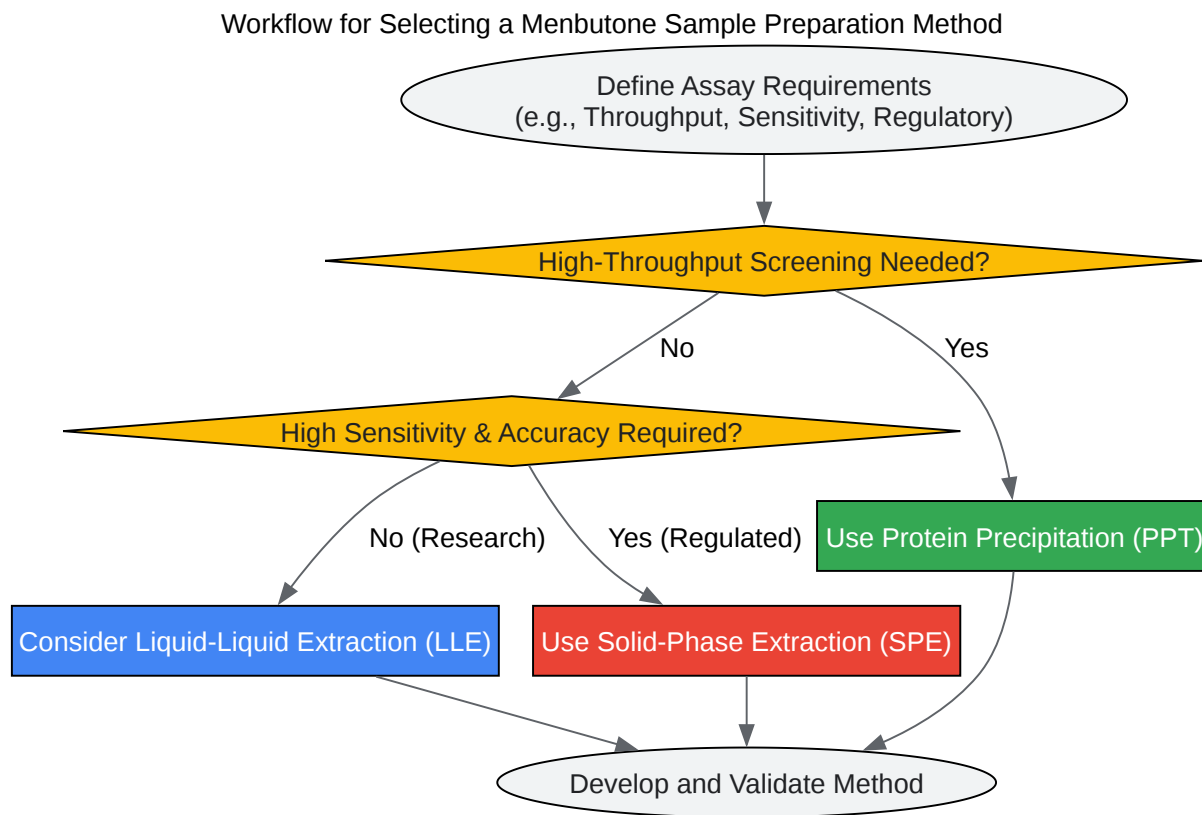 Workflow for Selecting a Menbutone Sample Preparation Method
Define Assay Requirements
(e.g., Throughput, Sensitivity, Regulatory)
High-Throughput Screening Needed?
No
Yes
High Sensitivity & Accuracy Required?
No (Research)
Yes (Regulated)
Use Protein Precipitation (PPT)
Consider Liquid-Liquid Extraction (LLE)
Use Solid-Phase Extraction (SPE)
Develop and Validate Method